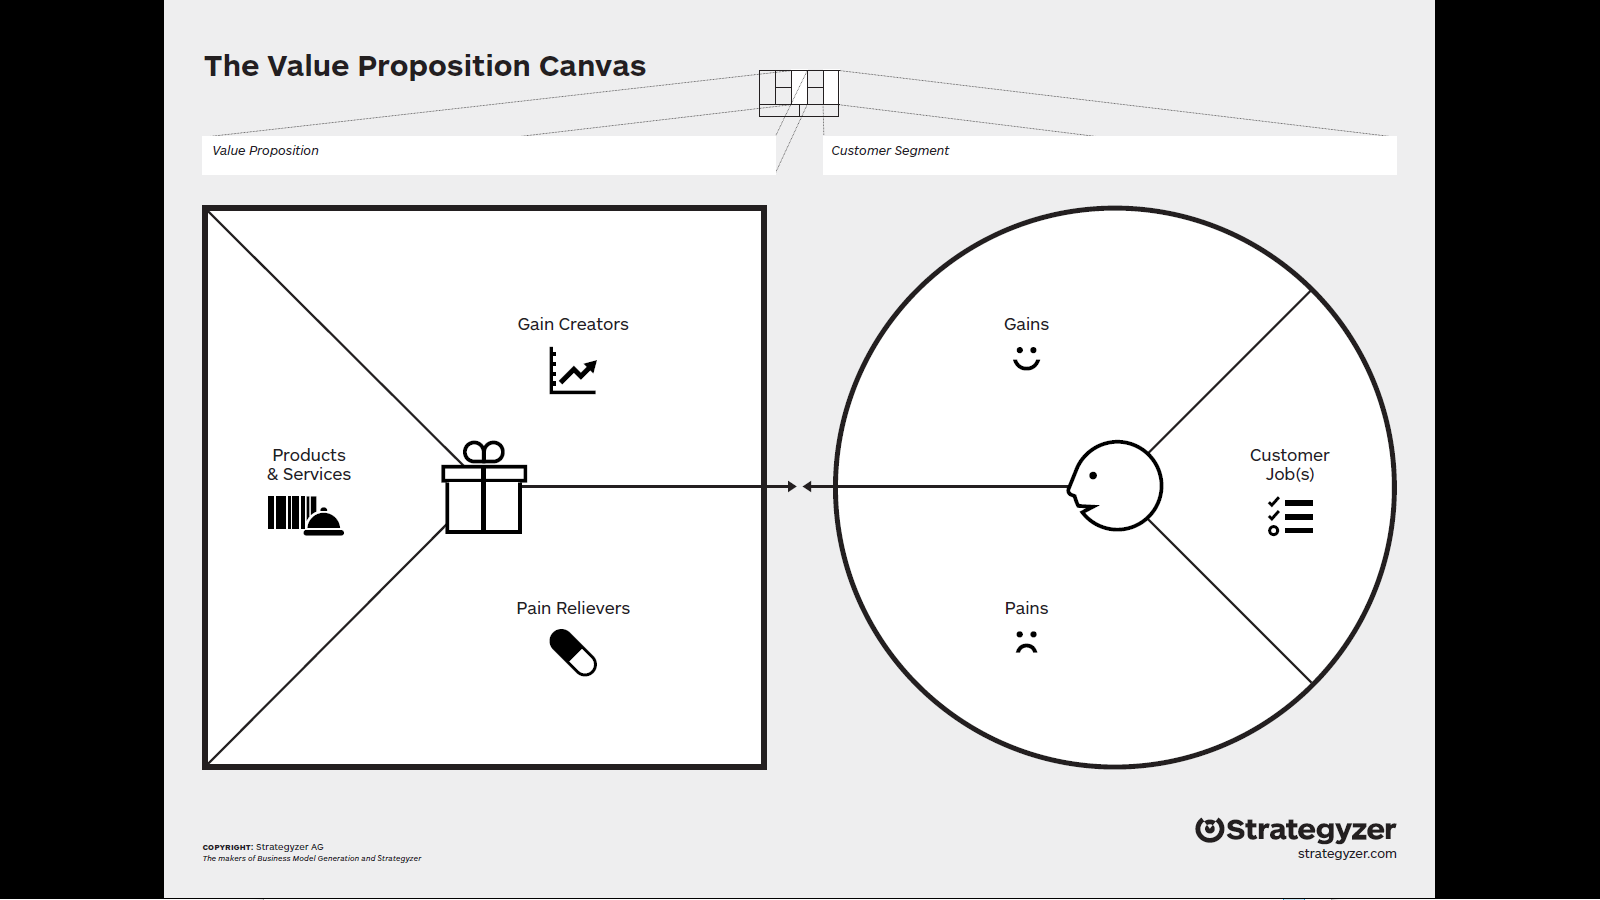 The Value Proposition Canvas
Value Proposition
Customer Segment
Gain Creators
Gains
Products
& Services
Customer
Job(s)
Pain Relievers
Pains
COPYRIGHT: Strategyzer AG
The makers of Business Model Generation and Strategyzer
Strategyzer
strategyzer.com